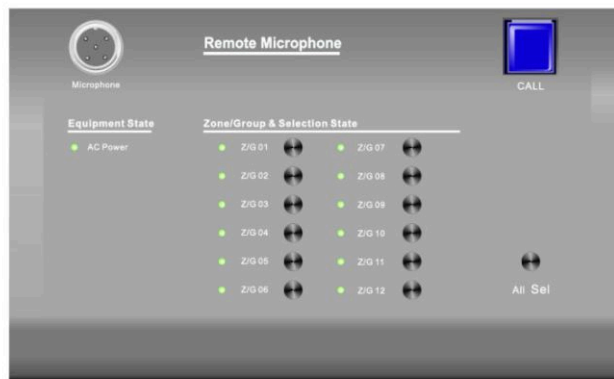 Remote Microphone
Microphone
CALL
Equipment State
Zone/Group & Selection State
AC Power
Z/G 01
Z/G 07
Z/G 02
Z/G 08
Z/G 03
Z/G 09
Z/G 04
Z/G 10
Z/G 05
Z/G 11
Z/G 06
Z/G 12
All Sel